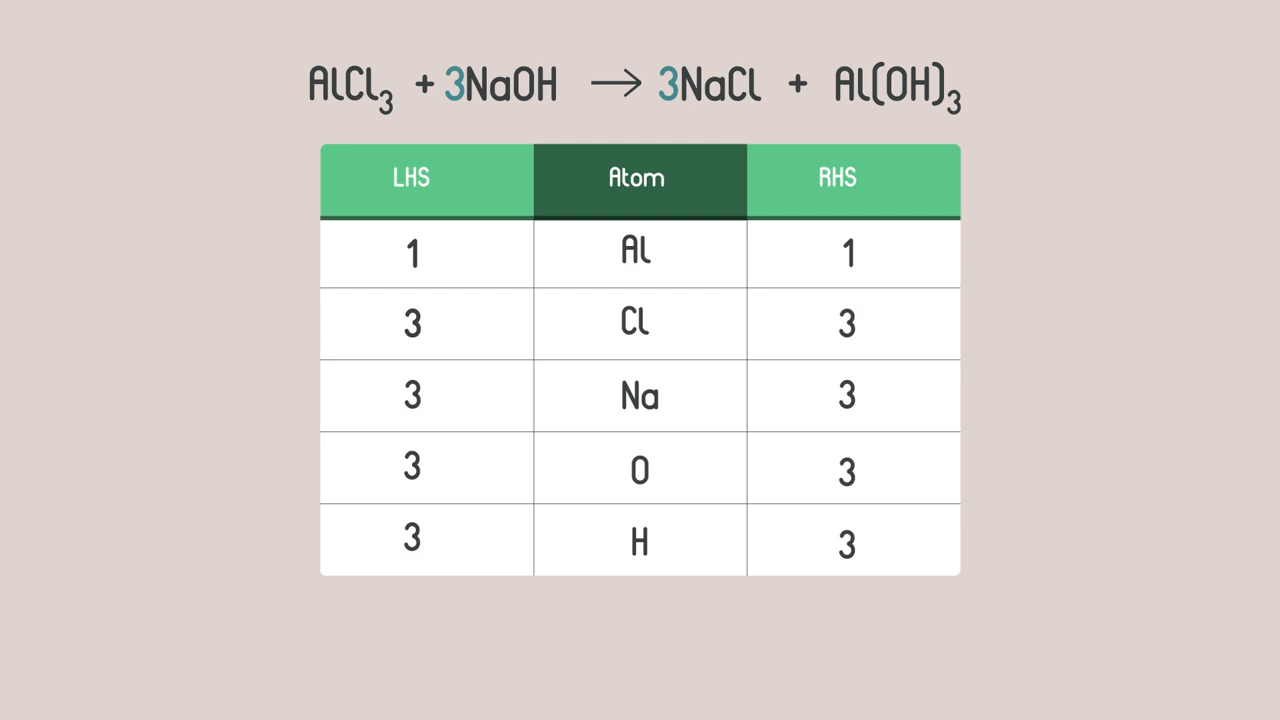 AlCl₃ + 3NaOH → 3NaCl + Al(OH)₃
LHS Atom RHS
1 Al 1
3 Cl 3
3 Na 3
3 O 3
3 H 3